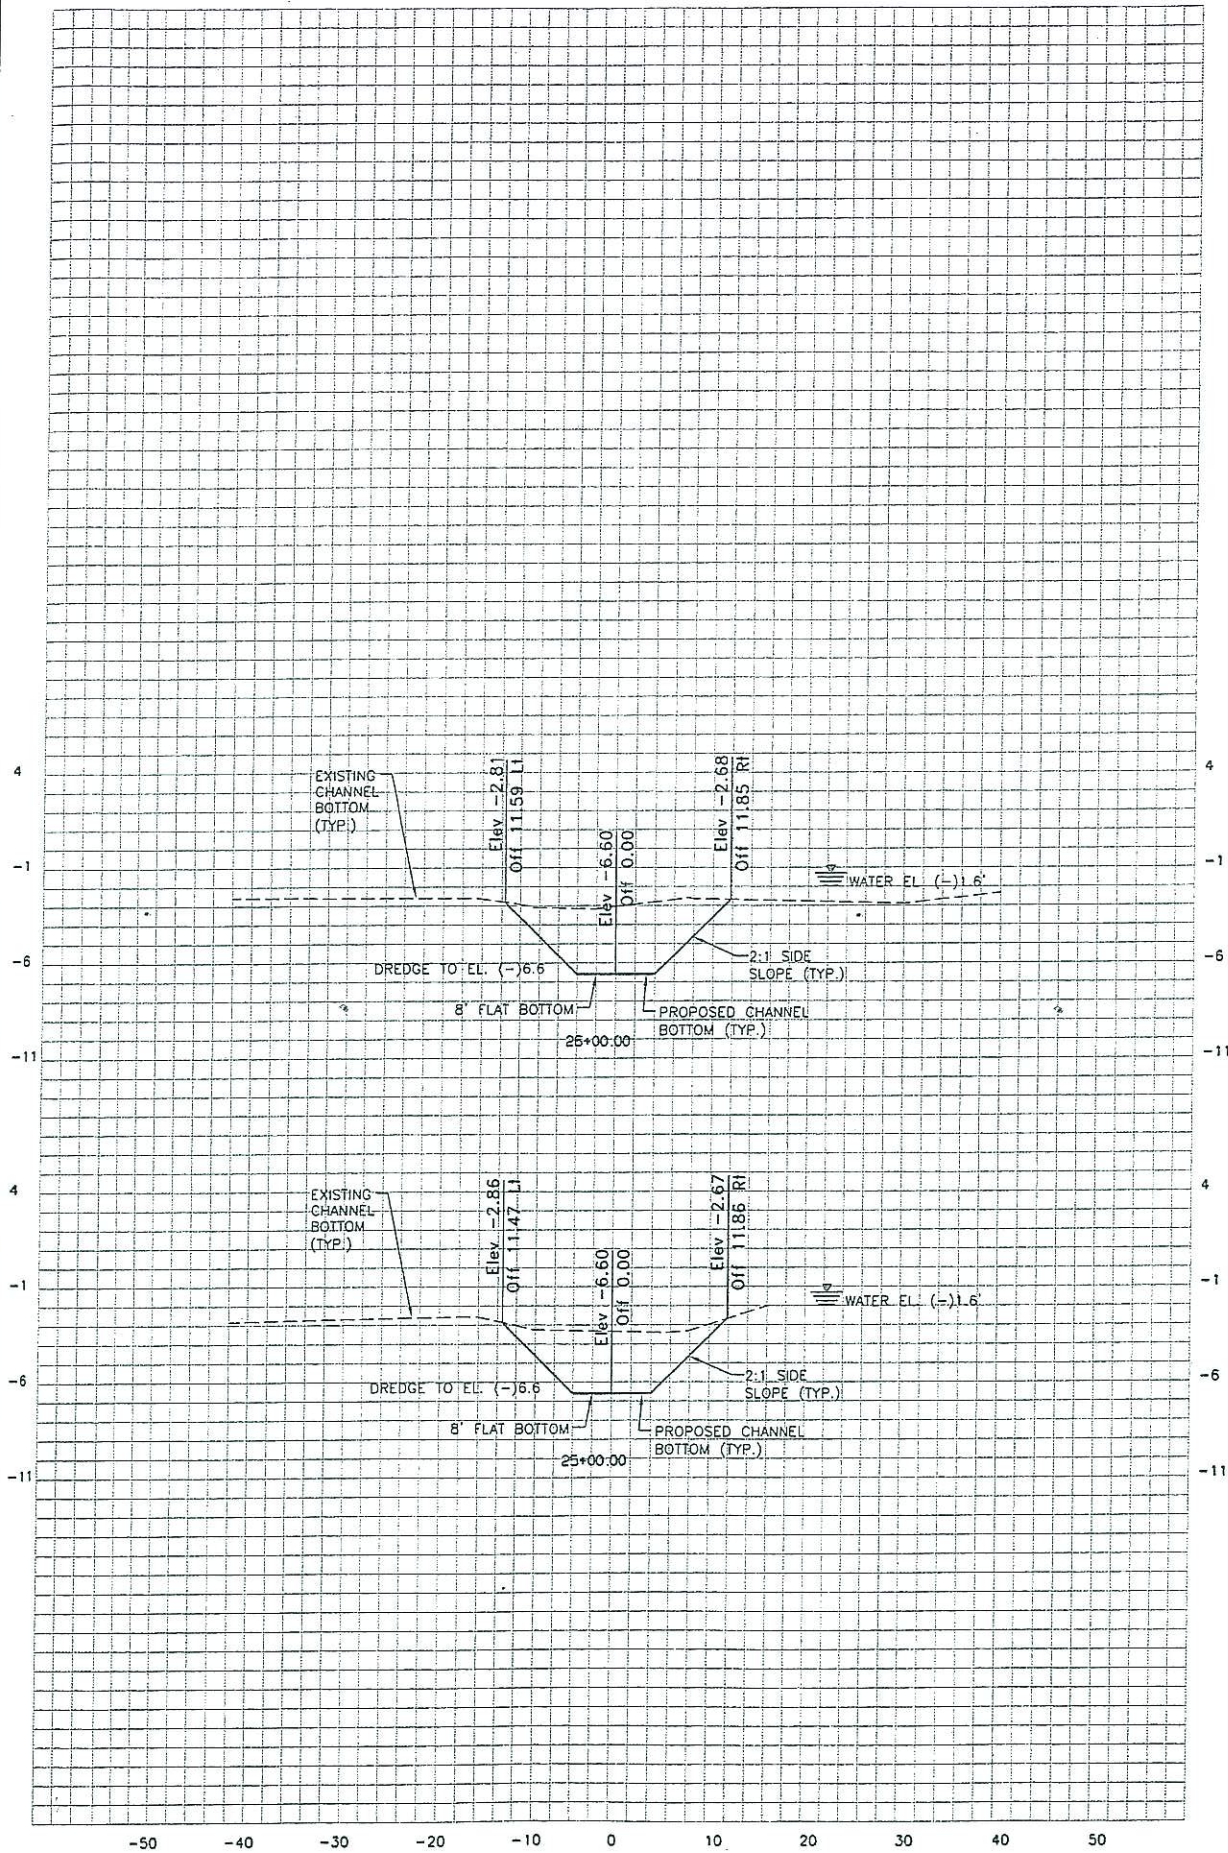 4
4
EXISTING
CHANNEL
BOTTOM
(TYP.)
Elev -2.81
Off 11.59 Lt
Elev -6.60
Off 0.00
Elev -2.68
Off 11.85 Rt
-1
-1
WATER EL. (-)1.6'
-6
-6
DREDGE TO EL. (-)6.6
2:1 SIDE
SLOPE (TYP.)
8' FLAT BOTTOM
PROPOSED CHANNEL
BOTTOM (TYP.)
26+00.00
-11
-11
4
4
EXISTING
CHANNEL
BOTTOM
(TYP.)
Elev -2.86
Off 11.47 Lt
Elev -6.60
Off 0.00
Elev -2.67
Off 11.86 Rt
-1
-1
WATER EL. (-)1.6'
-6
-6
DREDGE TO EL. (-)6.6
2:1 SIDE
SLOPE (TYP.)
8' FLAT BOTTOM
PROPOSED CHANNEL
BOTTOM (TYP.)
25+00.00
-11
-11
-50 -40 -30 -20 -10 0 10 20 30 40 50